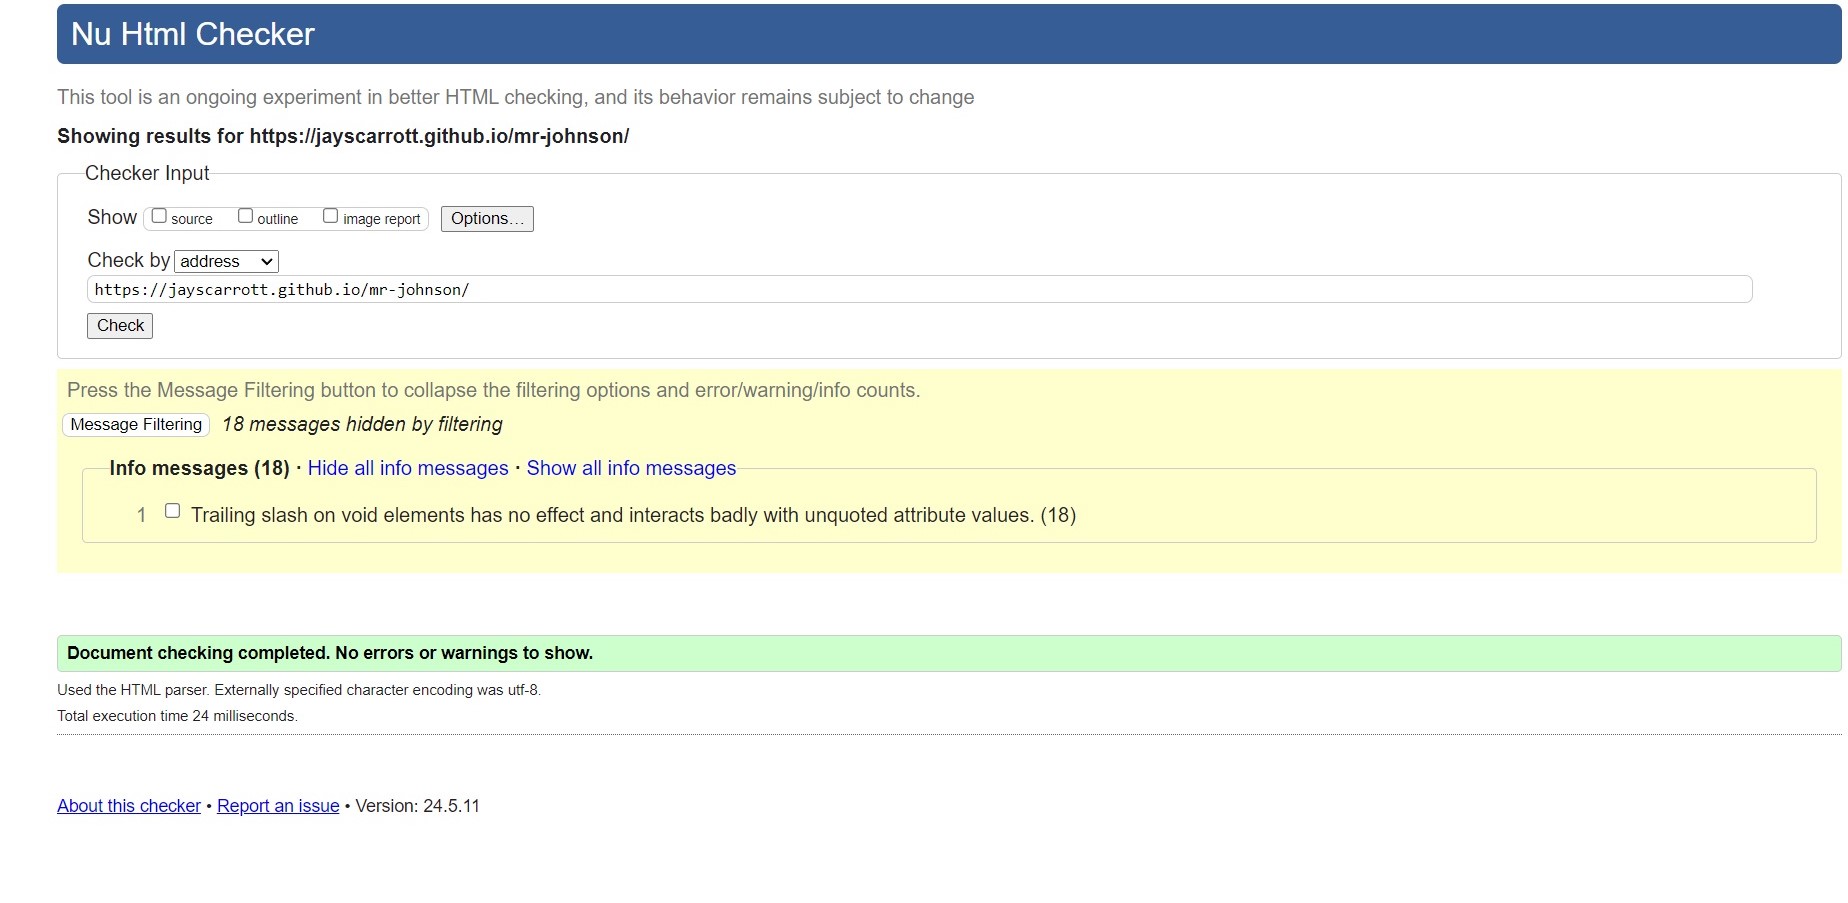 Nu Html Checker
This tool is an ongoing experiment in better HTML checking, and its behavior remains subject to change
Showing results for https://jayscarrott.github.io/mr-johnson/
Checker Input
Show source outline image report Options...
Check by address
https://jayscarrott.github.io/mr-johnson/
Check
Press the Message Filtering button to collapse the filtering options and error/warning/info counts.
Message Filtering 18 messages hidden by filtering
Info messages (18) · Hide all info messages · Show all info messages
1 Trailing slash on void elements has no effect and interacts badly with unquoted attribute values. (18)
Document checking completed. No errors or warnings to show.
Used the HTML parser. Externally specified character encoding was utf-8.
Total execution time 24 milliseconds.
About this checker • Report an issue • Version: 24.5.11